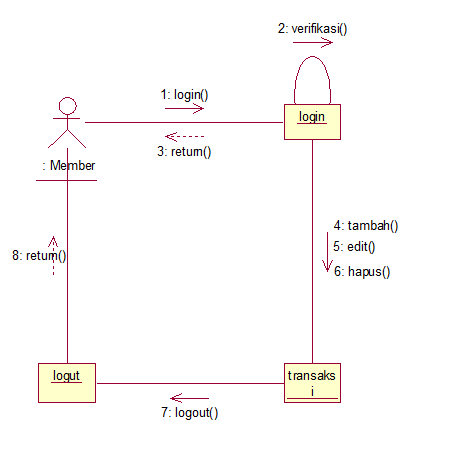 2: verifikasi()
1: login()
login
3: return()
: Member
4: tambah()
5: edit()
6: hapus()
8: return()
logut
transaks
i
7: logout()